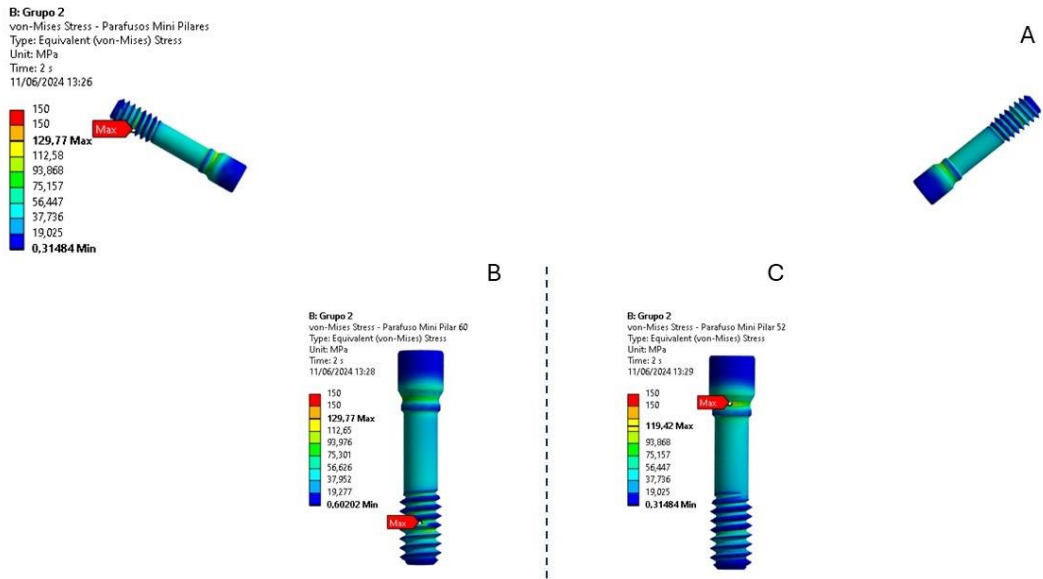 B: Grupo 2
von-Mises Stress - Parafusos Mini Pilares
Type: Equivalent (von-Mises) Stress
Unit: MPa
Time: 2 s
11/06/2024 13:26
A
150
150
129,77 Max
112,58
93,868
75,157
56,447
37,736
19,025
0,31484 Min
Max
B
B: Grupo 2
von-Mises Stress - Parafuso Mini Pilar 60
Type: Equivalent (von-Mises) Stress
Unit: MPa
Time: 2 s
11/06/2024 13:28
150
150
129,77 Max
112,65
93,976
75,301
56,626
37,952
19,277
0,60202 Min
Max
C
B: Grupo 2
von-Mises Stress - Parafuso Mini Pilar 52
Type: Equivalent (von-Mises) Stress
Unit: MPa
Time: 2 s
11/06/2024 13:29
150
150
119,42 Max
93,868
75,157
56,447
37,736
19,025
0,31484 Min
Max